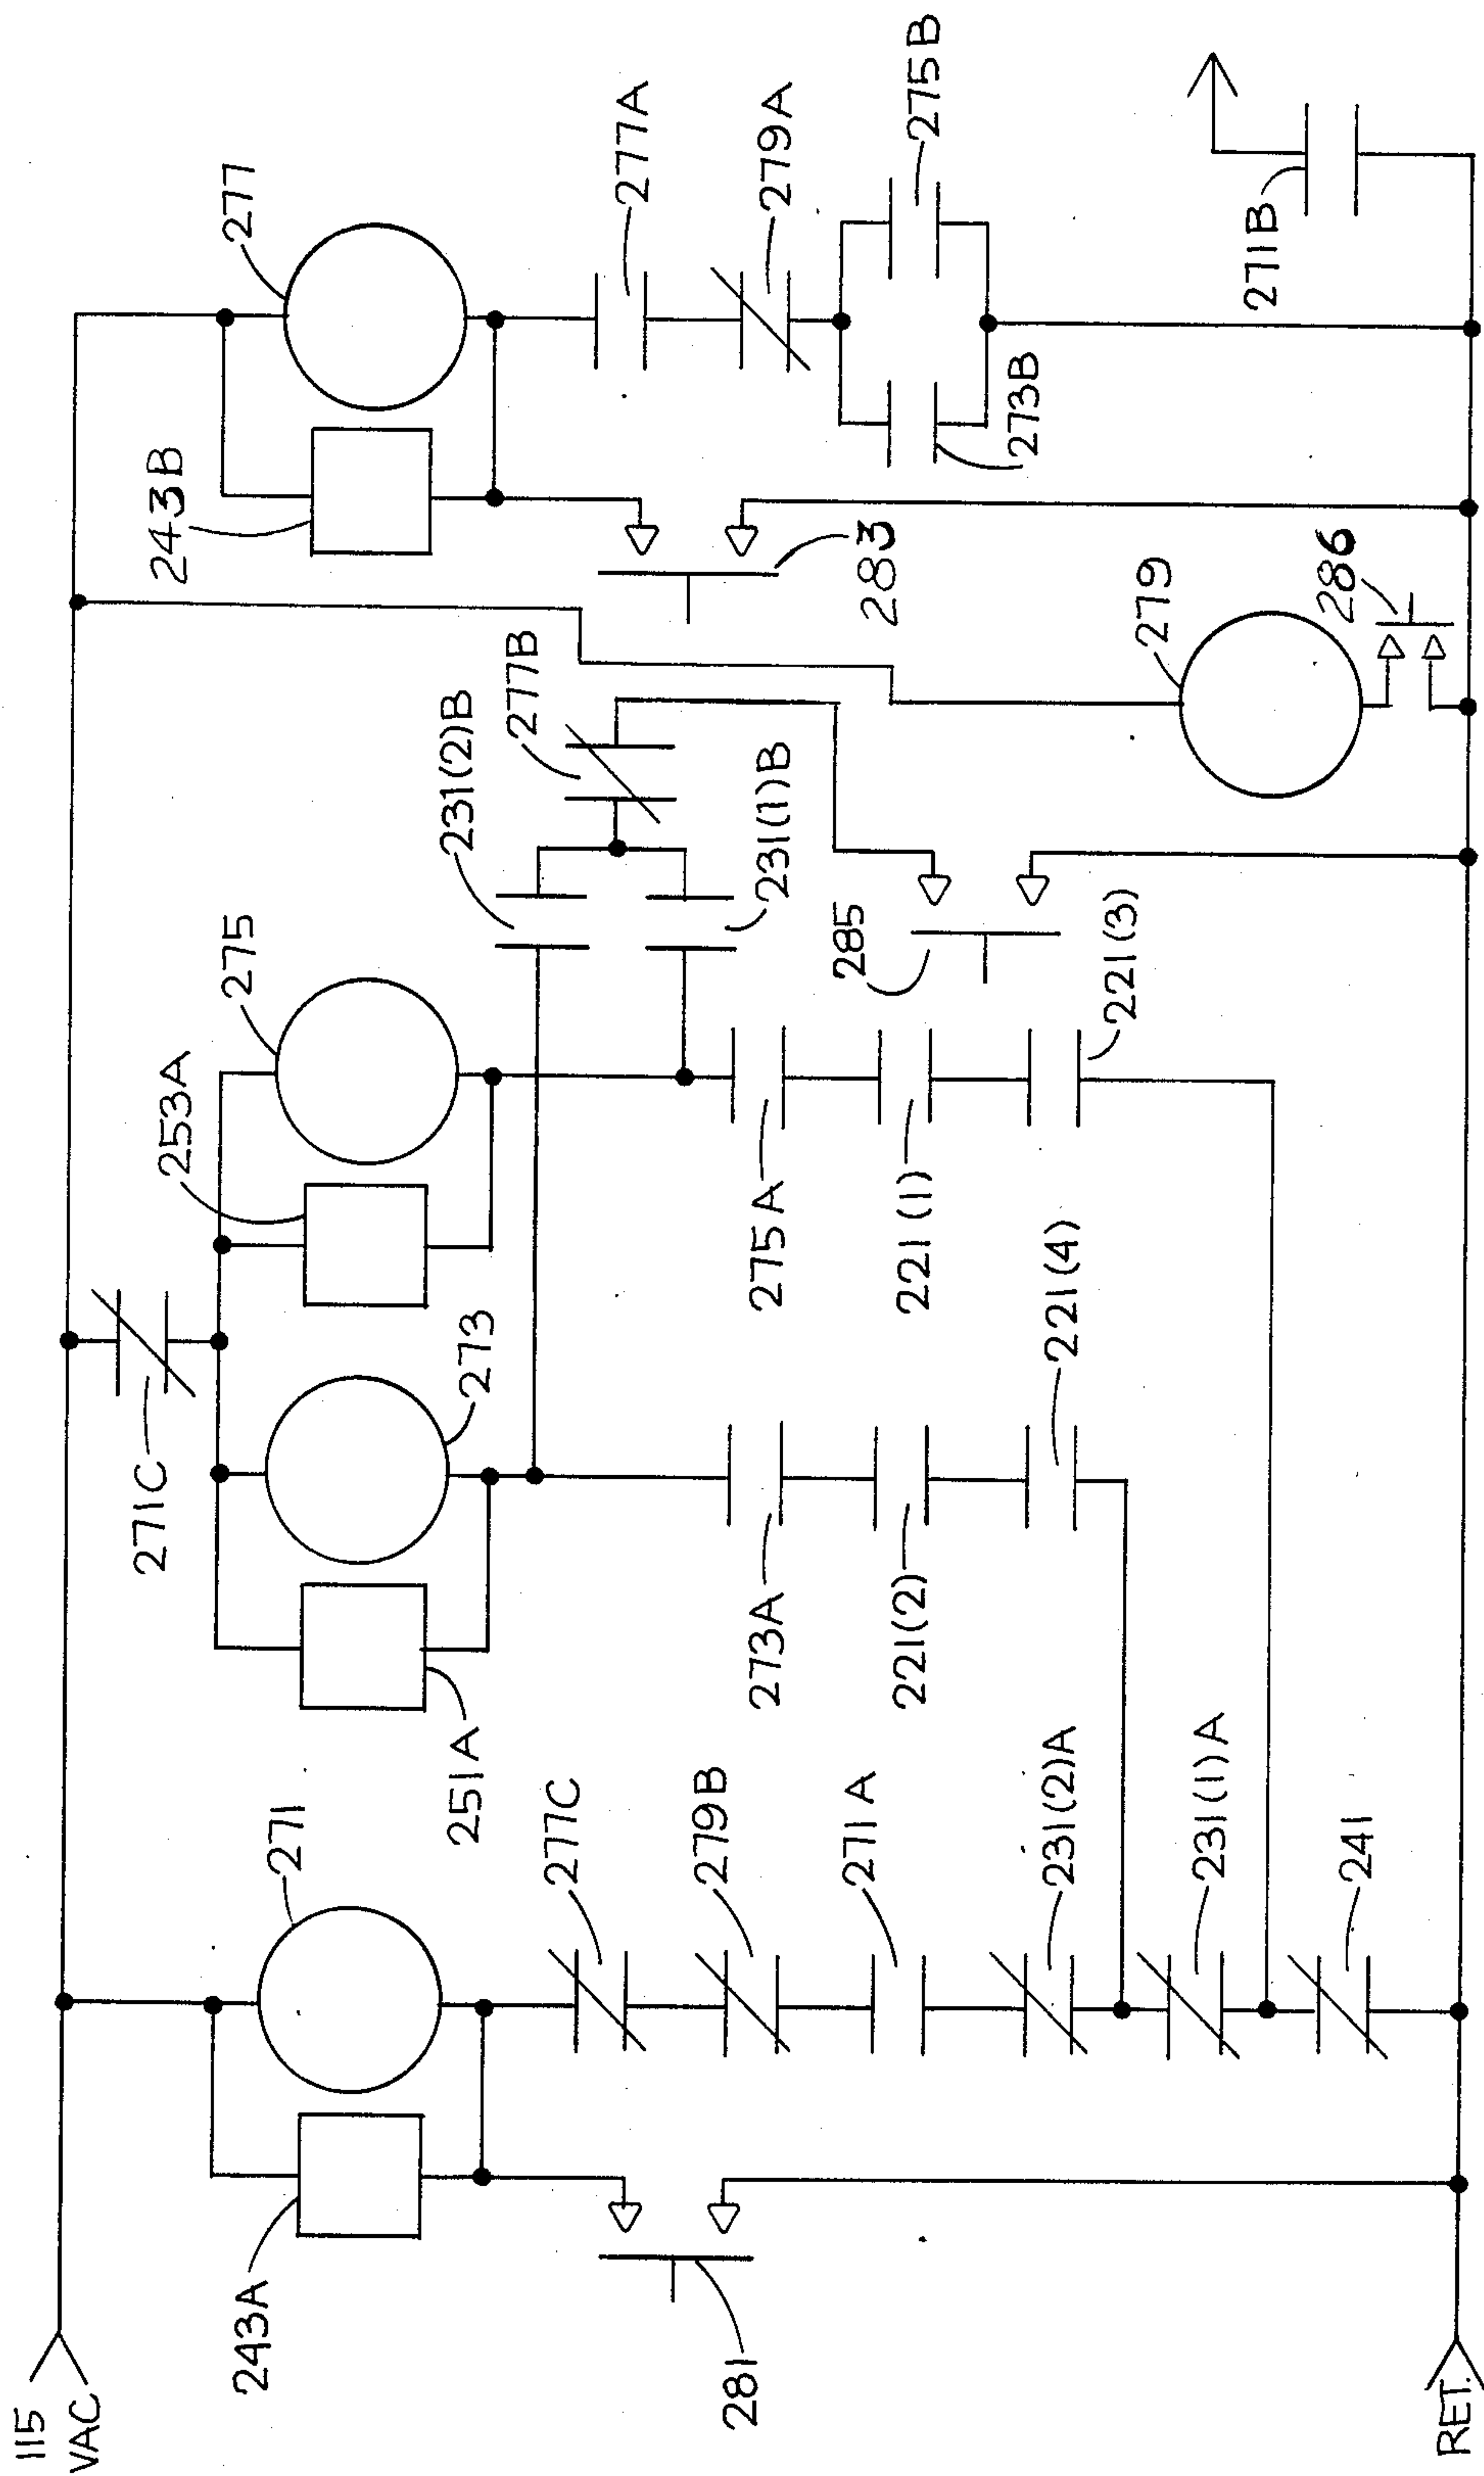 115
VAC
243A
281
271
277C
279B
271A
231(2)A
231(1)A
241
251A
271C
273
273A
221(2)
221(4)
253A
275
275A
221(1)
221(3)
231(2)B
277B
231(1)B
285
243B
283
279
286
277
277A
279A
273B
275B
271B
RET.